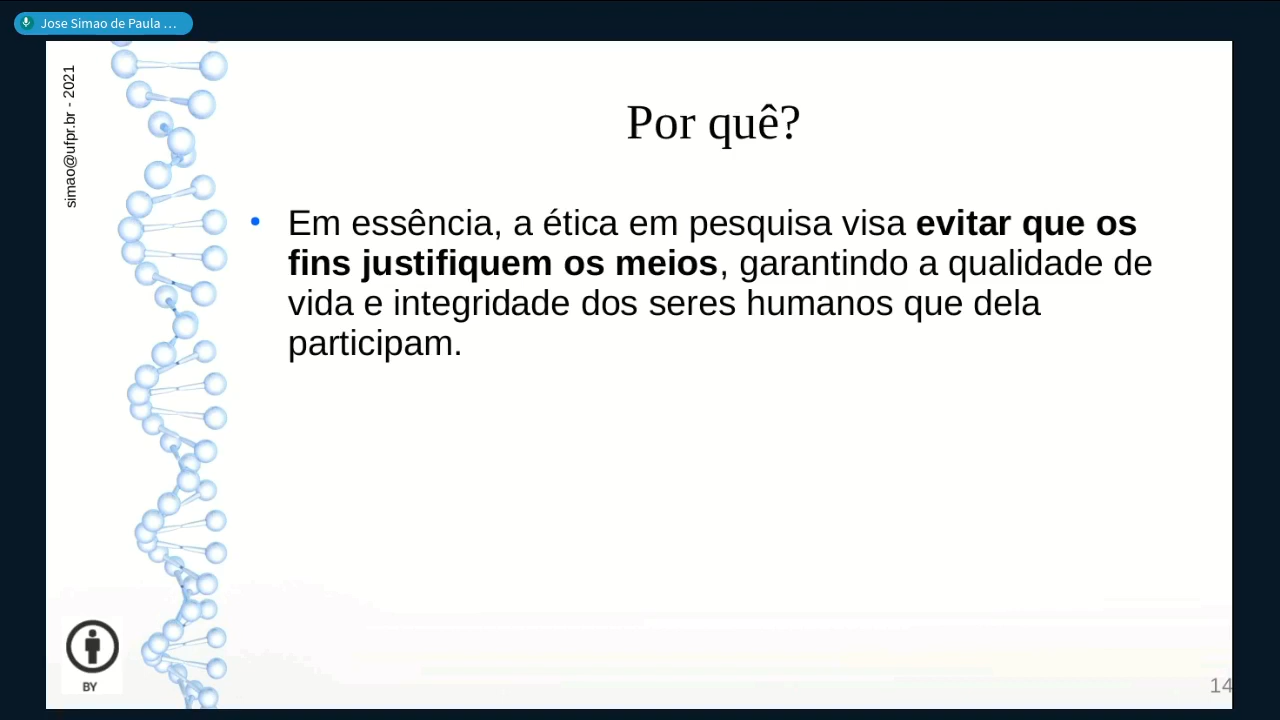 Jose Simao de Paula ...
simao@ufpr.br - 2021
Por quê?
• Em essência, a ética em pesquisa visa evitar que os
fins justifiquem os meios, garantindo a qualidade de
vida e integridade dos seres humanos que dela
participam.
BY
14